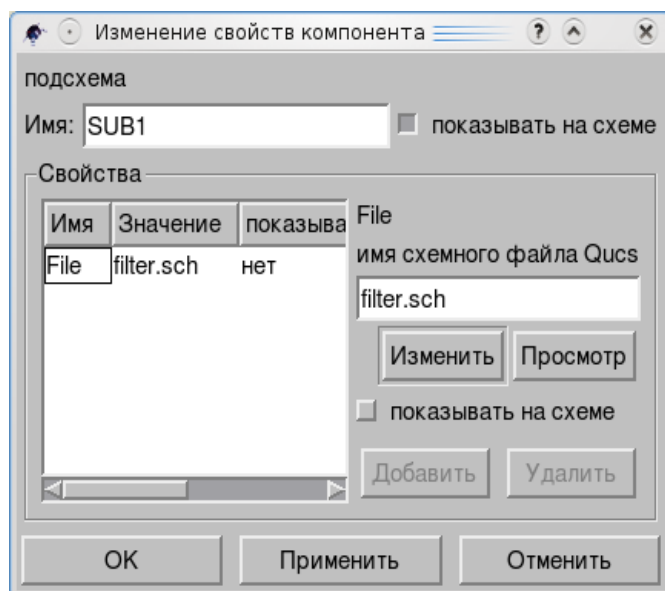 Изменение свойств компонента
подсхема
Имя: SUB1 показывать на схеме
Свойства
Имя Значение показыва
File filter.sch нет
File
имя схемного файла Qucs
filter.sch
Изменить Просмотр
показывать на схеме
Добавить Удалить
OK Применить Отменить